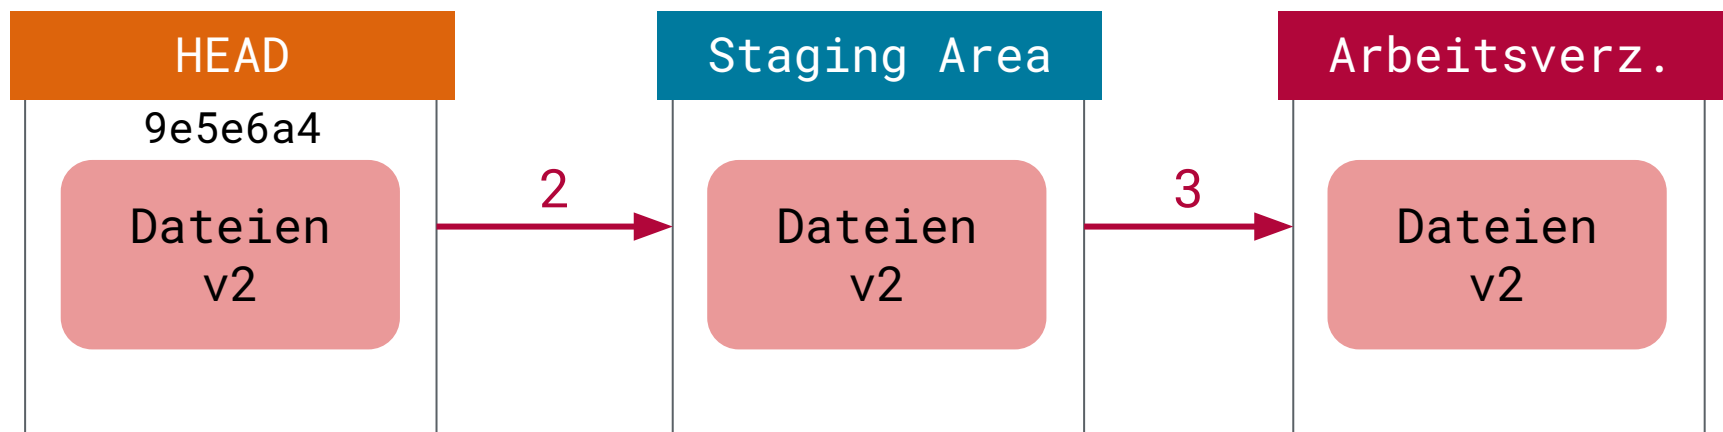 HEAD
Staging Area
Arbeitsverz.
9e5e6a4
2
3
Dateien
v2
Dateien
v2
Dateien
v2